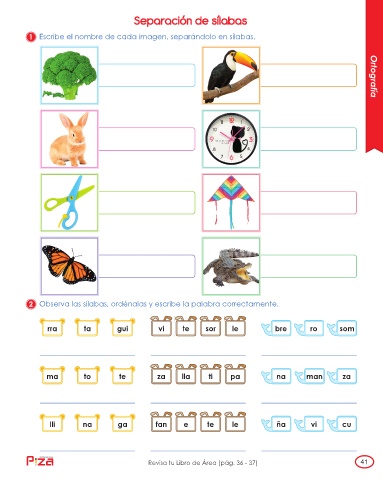 Separación de sílabas
1 Escribe el nombre de cada imagen, separándolo en sílabas.
Ortografía
2 Observa las sílabas, ordénalas y escribe la palabra correctamente.
rra ta gui vi te sor le bre ro som
ma to te za lla ti pa na man za
lli na ga fan e te le ña vi cu
Piza
Revisa tu Libro de Área (pág. 36 - 37)
41